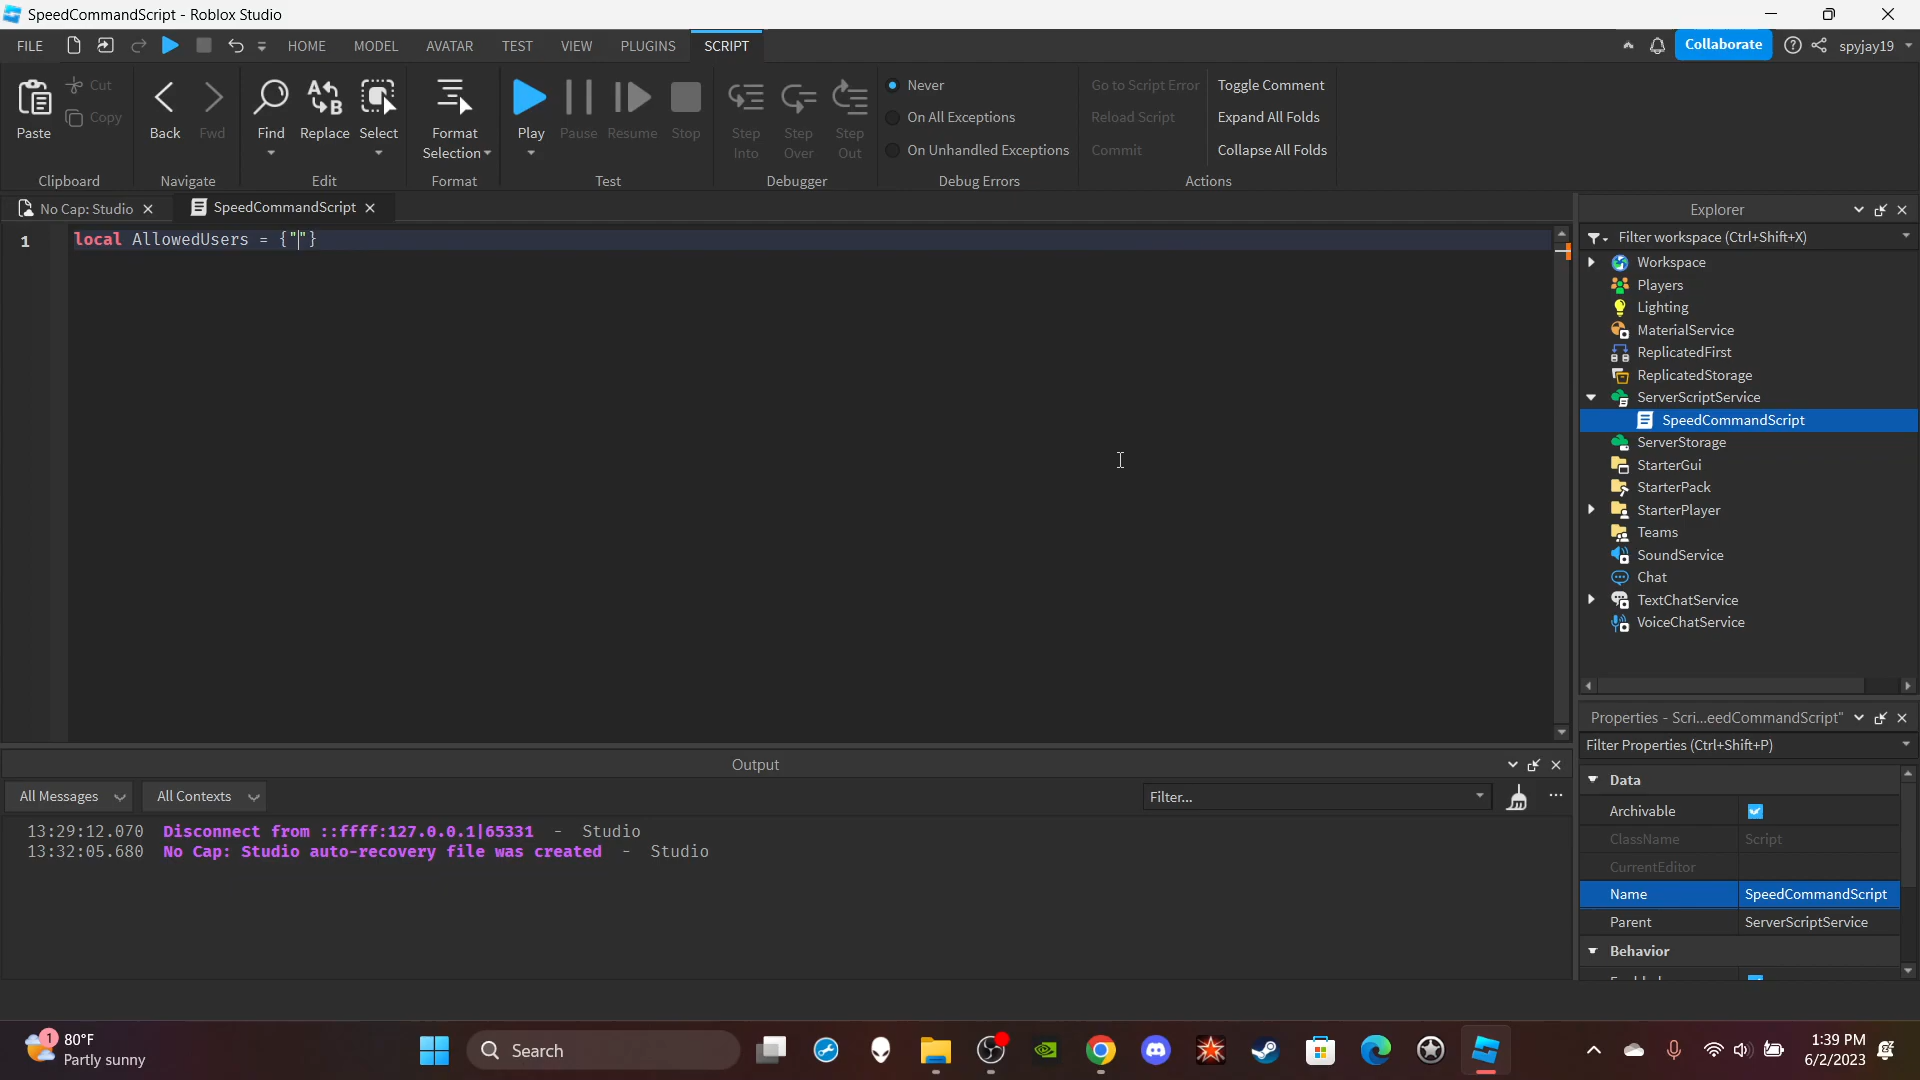 SpeedCommandScript - Roblox Studio
FILE HOME MODEL AVATAR TEST VIEW PLUGINS SCRIPT Collaborate spyjay19
Paste Cut Copy
Clipboard
Back Fwd
Navigate
Find Replace Select
Edit
Format
Selection
Format
Play Pause Resume Stop
Test
Step
Into
Step
Over
Step
Out
Debugger
Never
On All Exceptions
On Unhandled Exceptions
Debug Errors
Go to Script Error
Reload Script
Commit
Toggle Comment
Expand All Folds
Collapse All Folds
Actions
No Cap: Studio
SpeedCommandScript
1 local AllowedUsers = {""}
Explorer
Filter workspace (Ctrl+Shift+X)
Workspace
Players
Lighting
MaterialService
ReplicatedFirst
ReplicatedStorage
ServerScriptService
SpeedCommandScript
ServerStorage
StarterGui
StarterPack
StarterPlayer
Teams
SoundService
Chat
TextChatService
VoiceChatService
Properties - Scri...eedCommandScript"
Filter Properties (Ctrl+Shift+P)
Data
Archivable
ClassName Script
CurrentEditor
Name SpeedCommandScript
Parent ServerScriptService
Behavior
Output
All Messages All Contexts Filter...
13:29:12.070 Disconnect from ::ffff:127.0.0.1|65331 - Studio
13:32:05.680 No Cap: Studio auto-recovery file was created - Studio
1
80°F
Partly sunny
Search
1:39 PM
6/2/2023